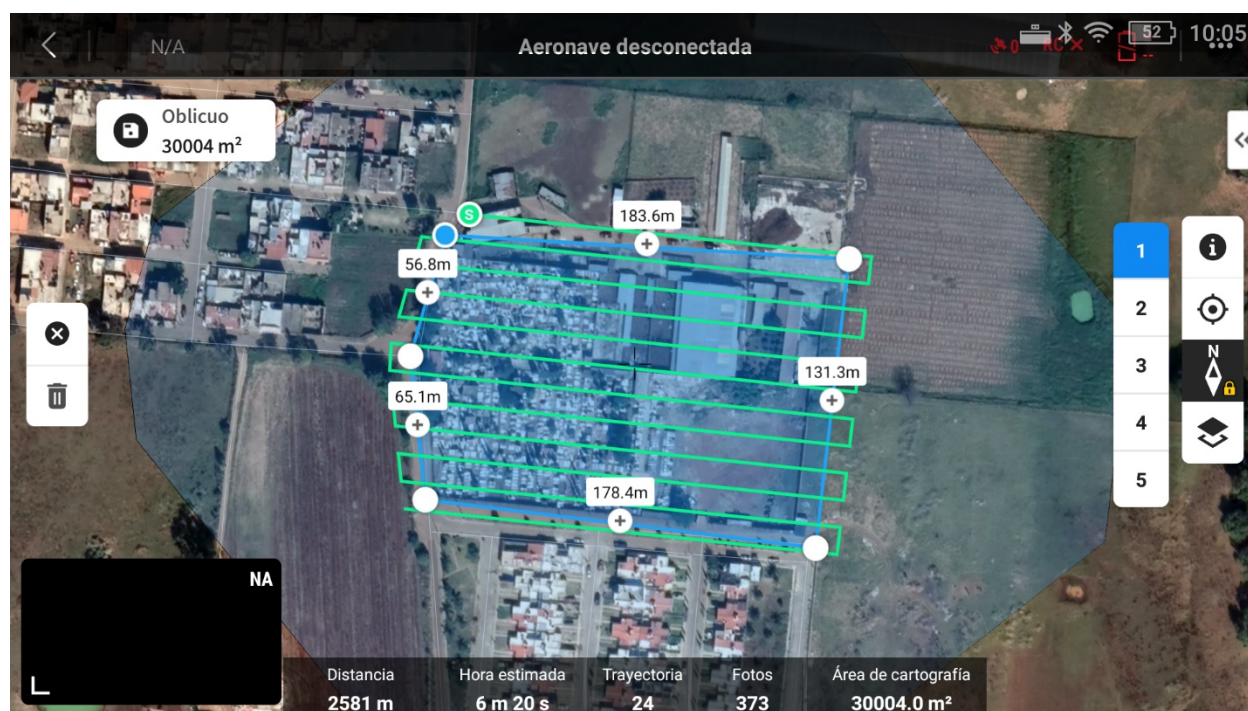 N/A
Aeronave desconectada
0
RC
52
10:05
--
Oblicuo
30004 m²
S
183.6m
56.8m
131.3m
65.1m
178.4m
1
2
3
4
5
N
NA
Distancia
2581 m
Hora estimada
6 m 20 s
Trayectoria
24
Fotos
373
Área de cartografía
30004.0 m²